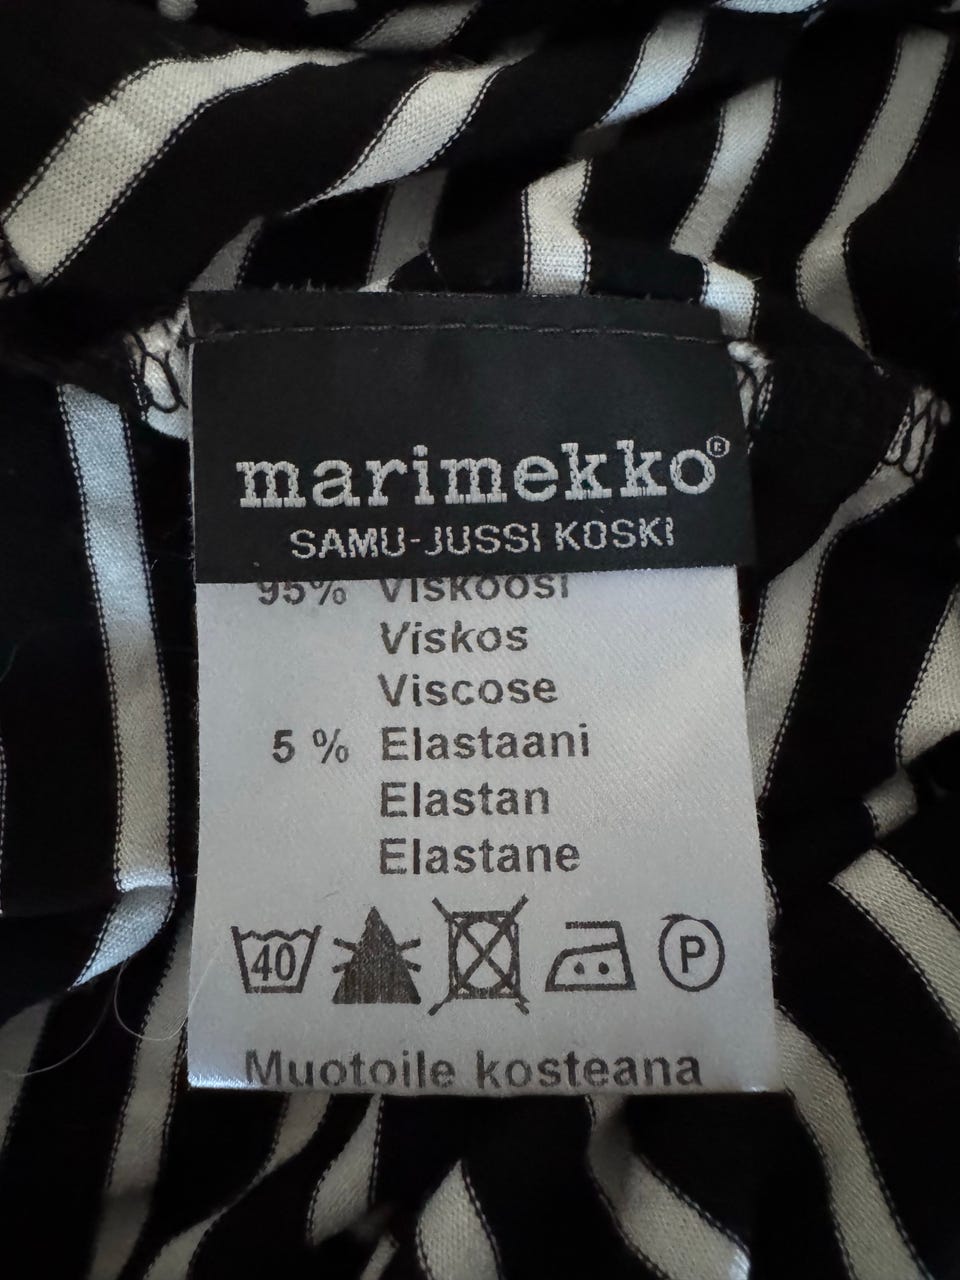 marimekko®
SAMU-JUSSI KOSKI
95% Viskoosi
Viskos
Viscose
5 % Elastaani
Elastan
Elastane
40
P
Muotoile kosteana